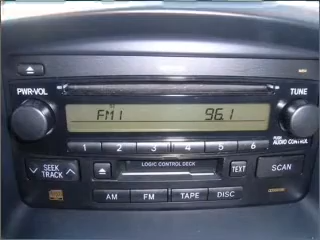 PWR-VOL
TUNE
FM1 96.1
1 2 3 4 5 6
PUSH
AUDIO CONTROL
LOGIC CONTROL DECK
SEEK
TRACK
TEXT
SCAN
AM FM TAPE DISC